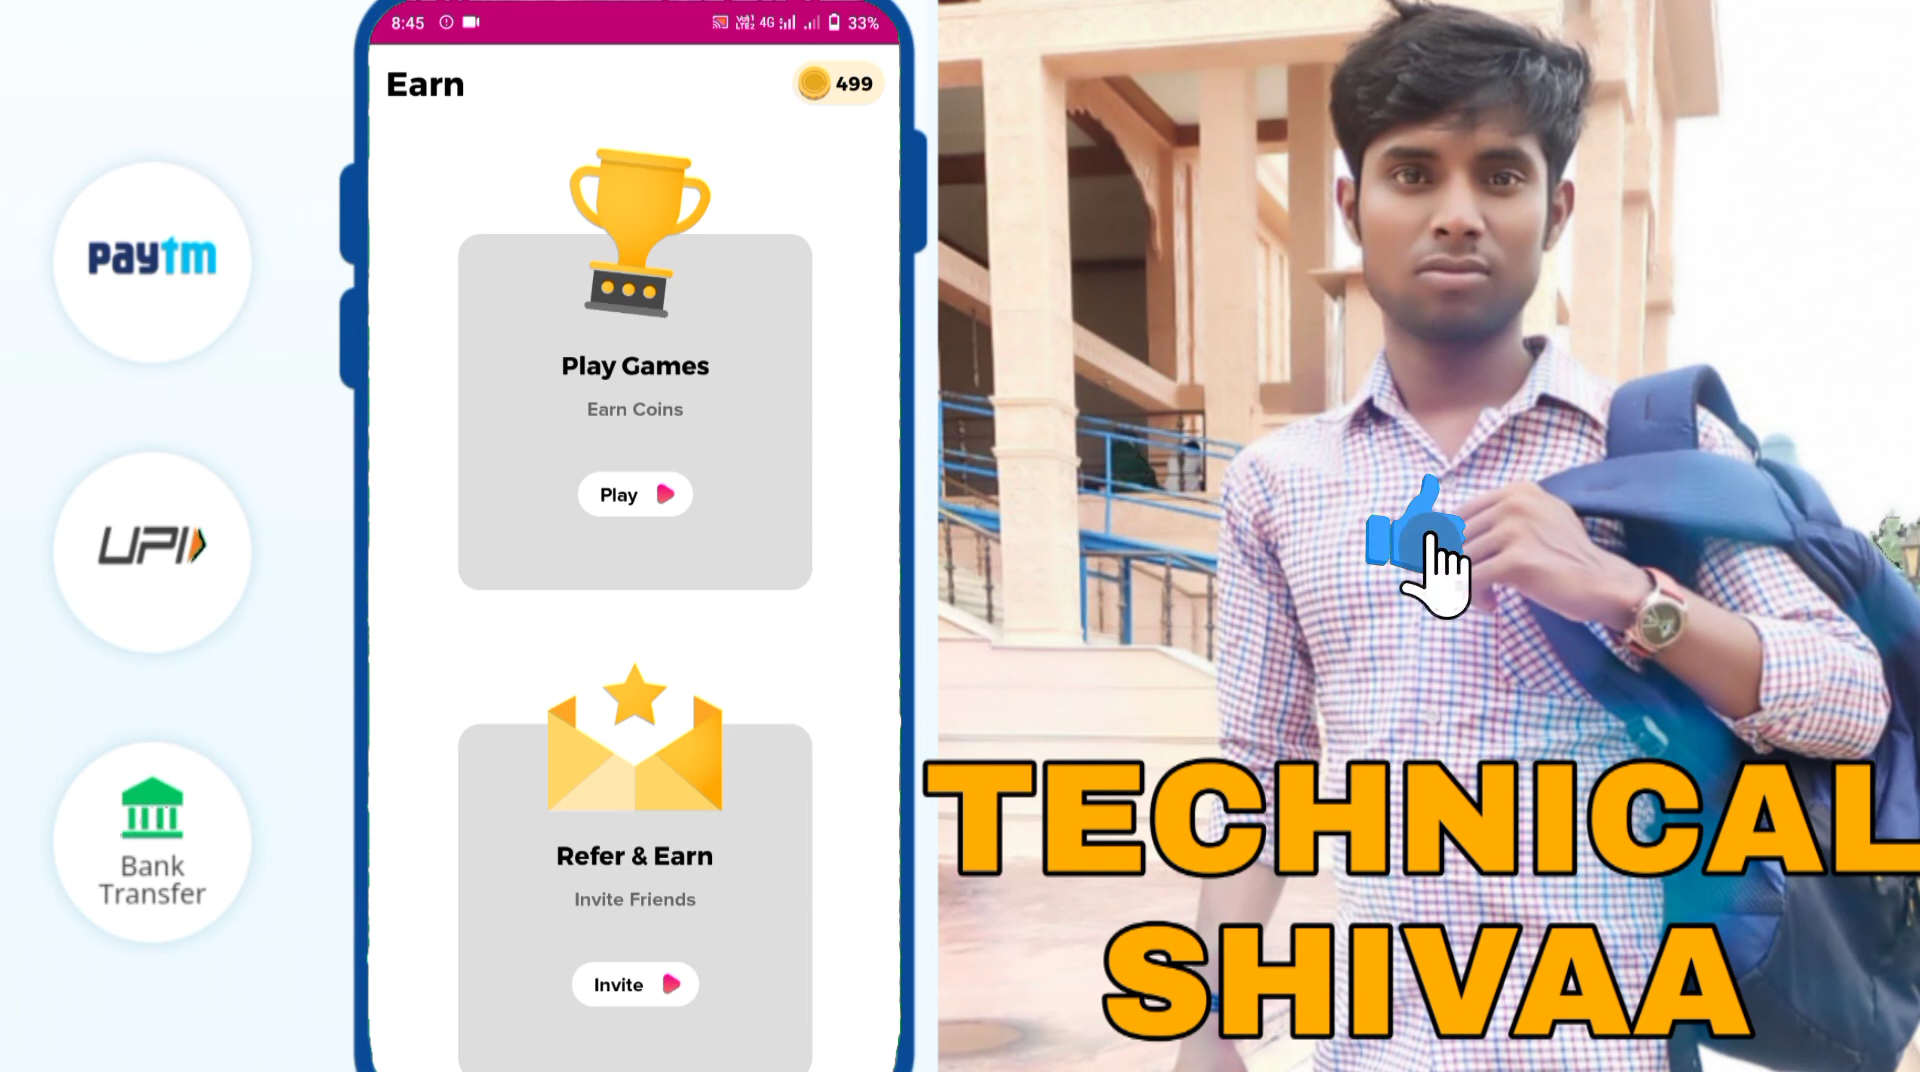 paytm
UPI
Bank
Transfer
8:45
4G
33%
Earn
499
Play Games
Earn Coins
Play
Refer & Earn
Invite Friends
Invite
TECHNICAL
SHIVAA